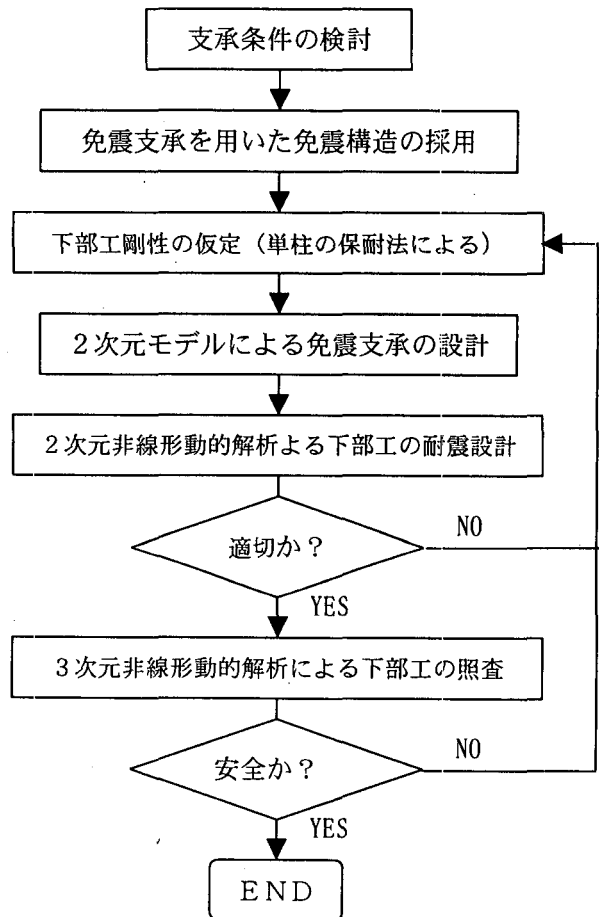 支承条件の検討
免震支承を用いた免震構造の採用
下部工剛性の仮定（単柱の保耐法による）
２次元モデルによる免震支承の設計
２次元非線形動的解析よる下部工の耐震設計
適切か？
NO
YES
３次元非線形動的解析による下部工の照査
安全か？
NO
YES
ＥＮＤ